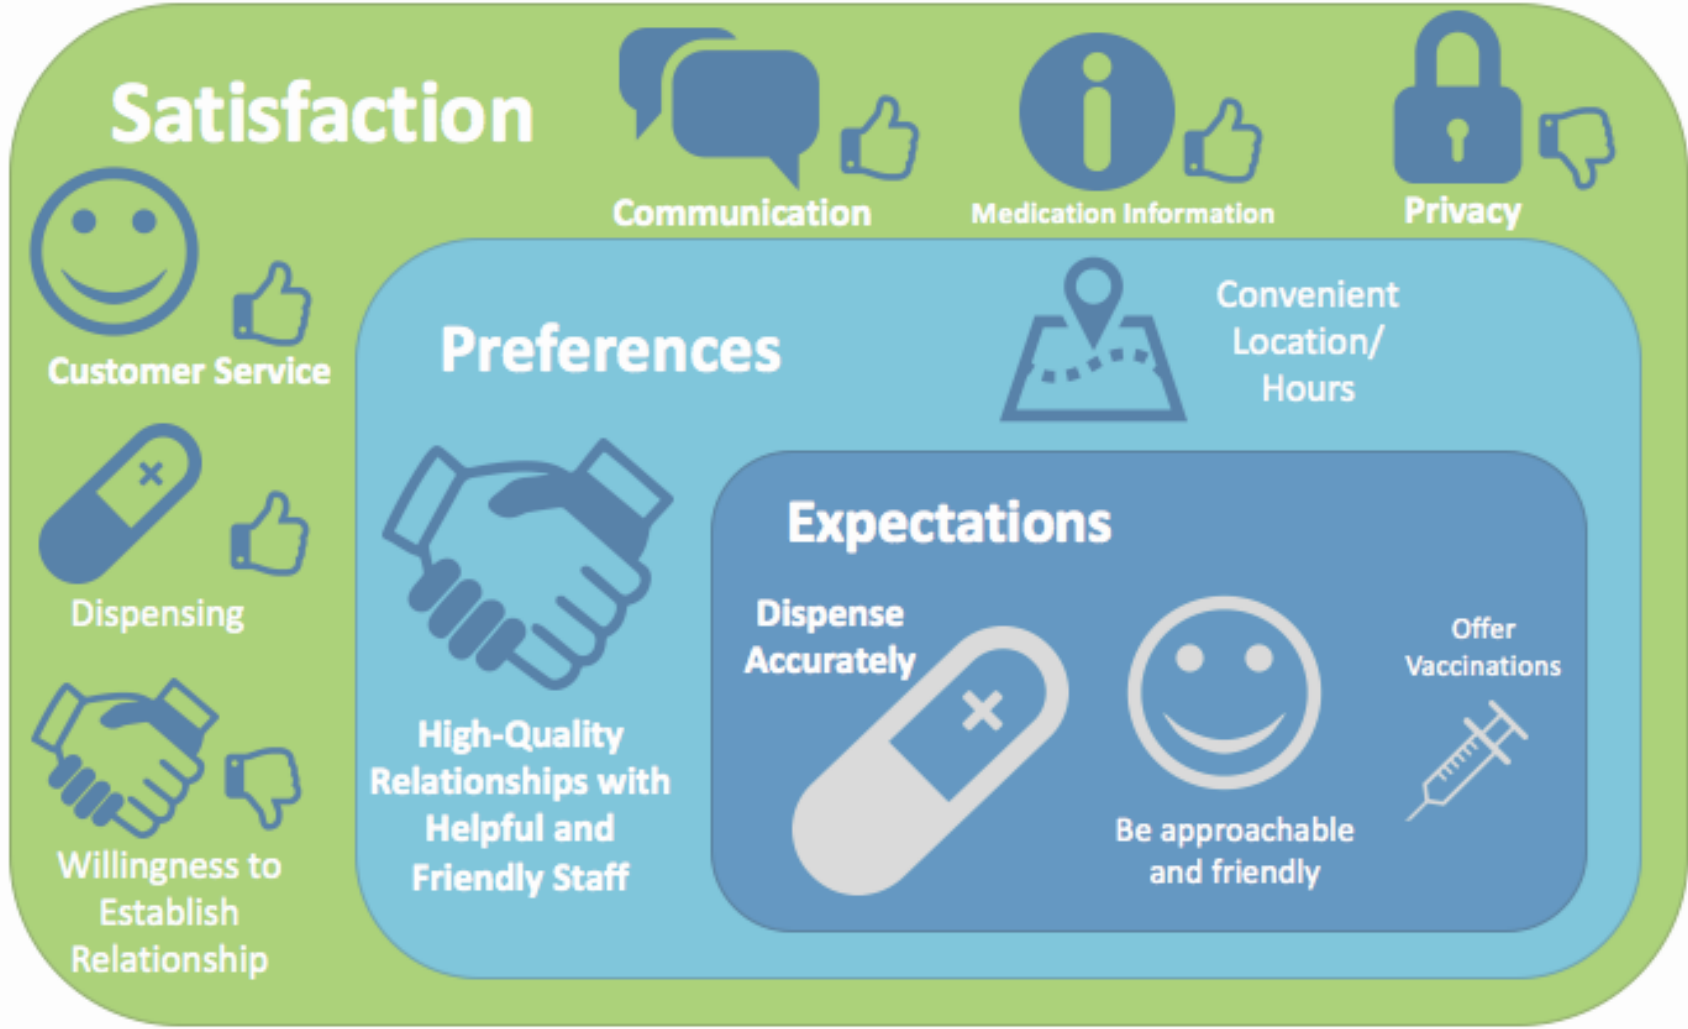 Satisfaction
Communication
Medication Information
Privacy
Customer Service
Dispensing
Willingness to
Establish
Relationship
Preferences
Convenient
Location/
Hours
High-Quality
Relationships with
Helpful and
Friendly Staff
Expectations
Dispense
Accurately
Be approachable
and friendly
Offer
Vaccinations